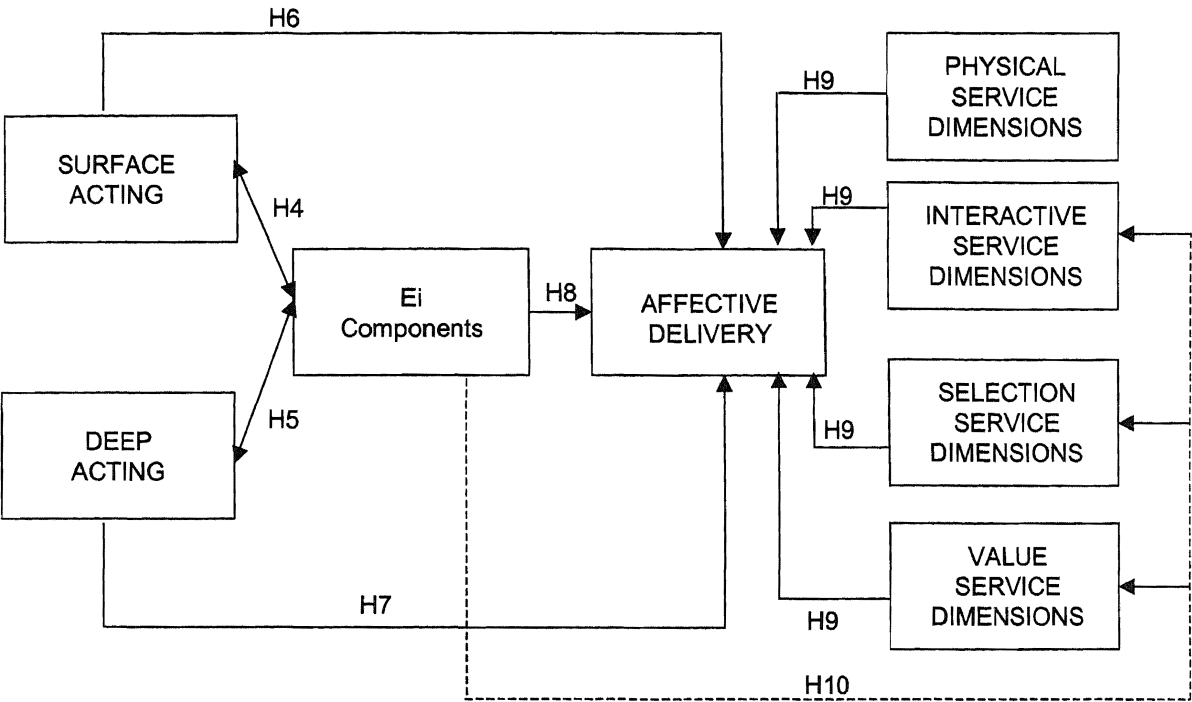 H6
PHYSICAL
SERVICE
DIMENSIONS
H9
SURFACE
ACTING
H4
H9
INTERACTIVE
SERVICE
DIMENSIONS
Ei
Components
H8
AFFECTIVE
DELIVERY
SELECTION
SERVICE
DIMENSIONS
H9
H5
DEEP
ACTING
VALUE
SERVICE
DIMENSIONS
H9
H7
H10